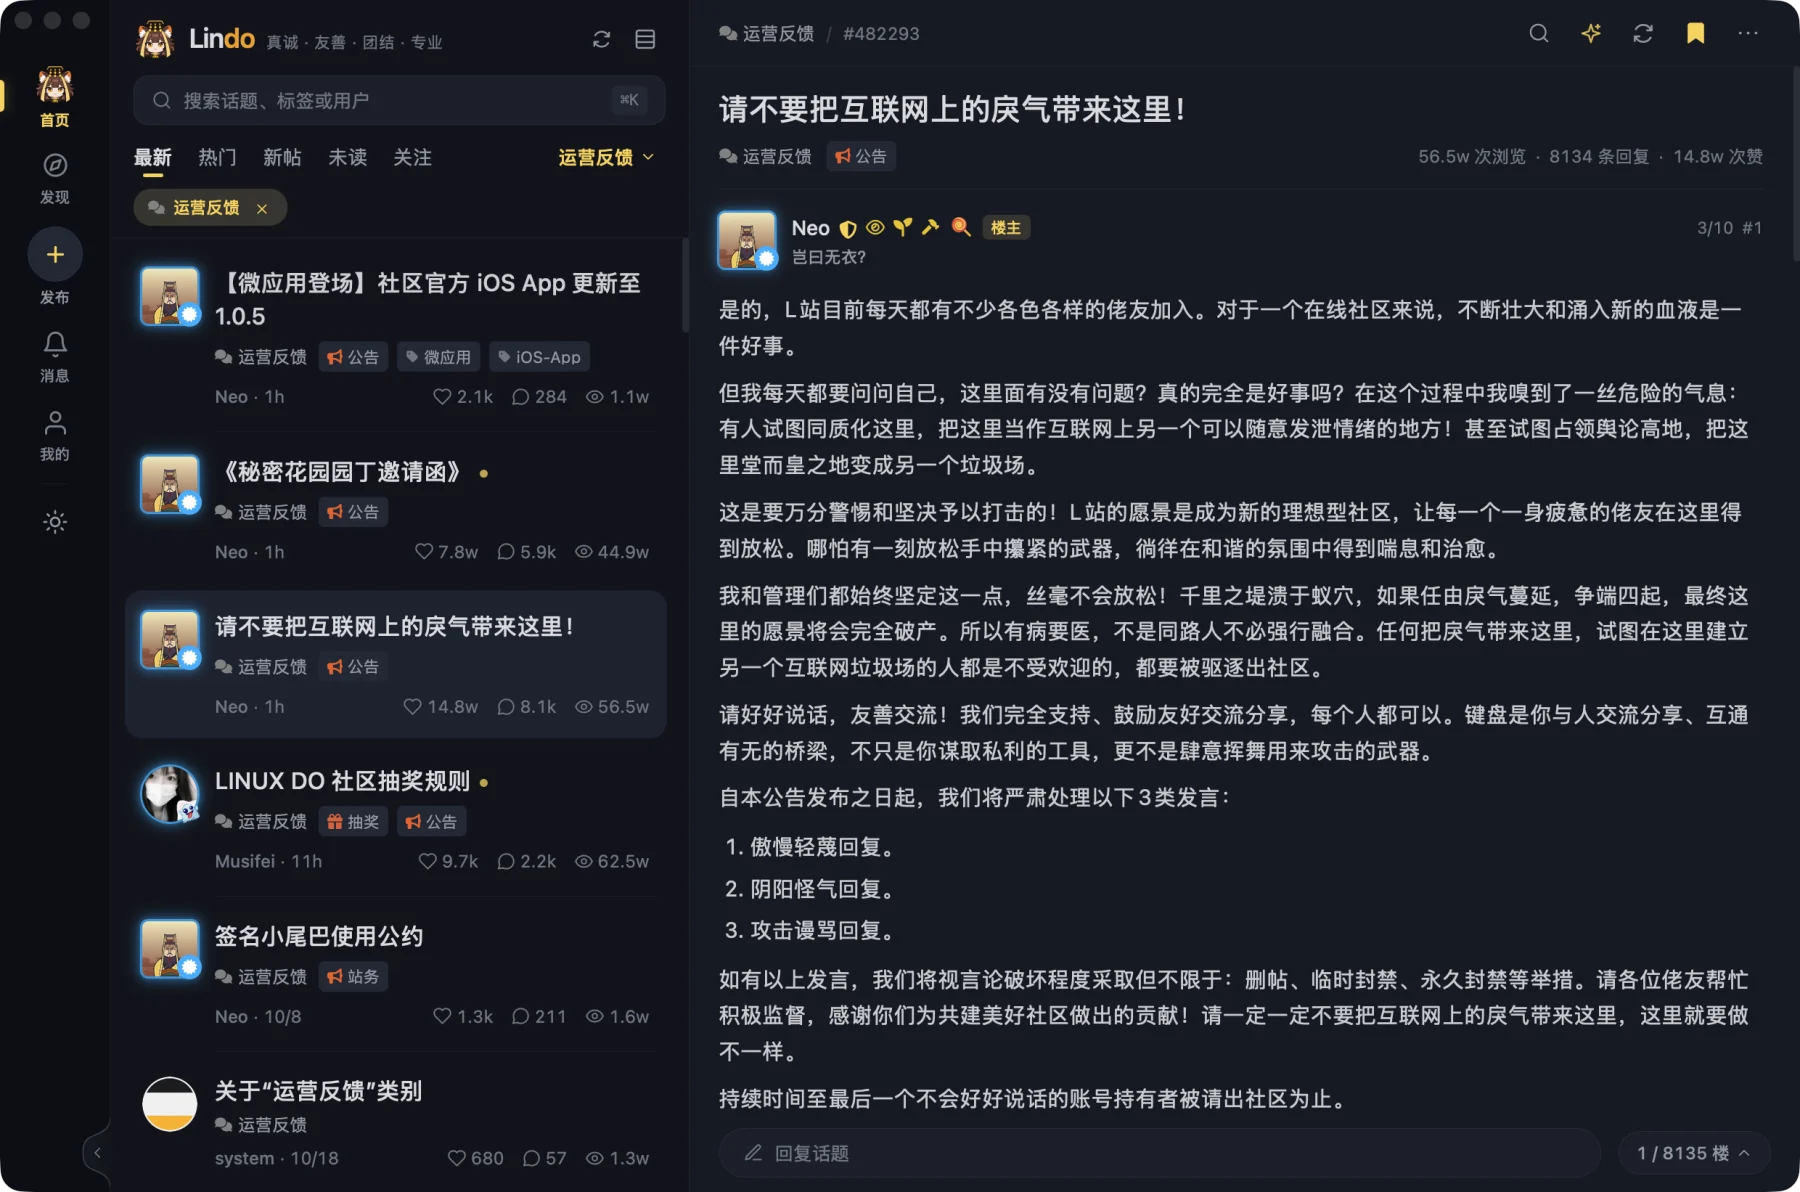 首页
发现
发布
消息
我的
Lindo 真诚 · 友善 · 团结 · 专业
搜索话题、标签或用户 ⌘K
最新 热门 新帖 未读 关注 运营反馈
运营反馈 ×
【微应用登场】社区官方 iOS App 更新至
1.0.5
运营反馈 公告 微应用 iOS-App
Neo · 1h 2.1k 284 1.1w
《秘密花园园丁邀请函》
运营反馈 公告
Neo · 1h 7.8w 5.9k 44.9w
请不要把互联网上的戾气带来这里！
运营反馈 公告
Neo · 1h 14.8w 8.1k 56.5w
LINUX DO 社区抽奖规则
运营反馈 抽奖 公告
Musifei · 11h 9.7k 2.2k 62.5w
签名小尾巴使用公约
运营反馈 站务
Neo · 10/8 1.3k 211 1.6w
关于“运营反馈”类别
运营反馈
system · 10/18 680 57 1.3w
运营反馈 / #482293
请不要把互联网上的戾气带来这里！
运营反馈 公告 56.5w 次浏览 · 8134 条回复 · 14.8w 次赞
Neo 楼主 3/10 #1
岂曰无衣？
是的，L 站目前每天都有不少各色各样的佬友加入。对于一个在线社区来说，不断壮大和涌入新的血液是一
件好事。
但我每天都要问问自己，这里面有没有问题？真的完全是好事吗？在这个过程中我嗅到了一丝危险的气息：
有人试图同质化这里，把这里当作互联网上另一个可以随意发泄情绪的地方！甚至试图占领舆论高地，把这
里堂而皇之地变成另一个垃圾场。
这是要万分警惕和坚决予以打击的！L 站的愿景是成为新的理想型社区，让每一个一身疲惫的佬友在这里得
到放松。哪怕有一刻放松手中攥紧的武器，徜徉在和谐的氛围中得到喘息和治愈。
我和管理们都始终坚定这一点，丝毫不会放松！千里之堤溃于蚁穴，如果任由戾气蔓延，争端四起，最终这
里的愿景将会完全破产。所以有病要医，不是同路人不必强行融合。任何把戾气带来这里，试图在这里建立
另一个互联网垃圾场的人都是不受欢迎的，都要被驱逐出社区。
请好好说话，友善交流！我们完全支持、鼓励友好交流分享，每个人都可以。键盘是你与人交流分享、互通
有无的桥梁，不只是你谋取私利的工具，更不是肆意挥舞用来攻击的武器。
自本公告发布之日起，我们将严肃处理以下 3 类发言：
1. 傲慢轻蔑回复。
2. 阴阳怪气回复。
3. 攻击谩骂回复。
如有以上发言，我们将视言论破坏程度采取但不限于：删帖、临时封禁、永久封禁等举措。请各位佬友帮忙
积极监督，感谢你们为共建美好社区做出的贡献！请一定一定不要把互联网上的戾气带来这里，这里就要做
不一样。
持续时间至最后一个不会好好说话的账号持有者被请出社区为止。
回复话题 1 / 8135 楼